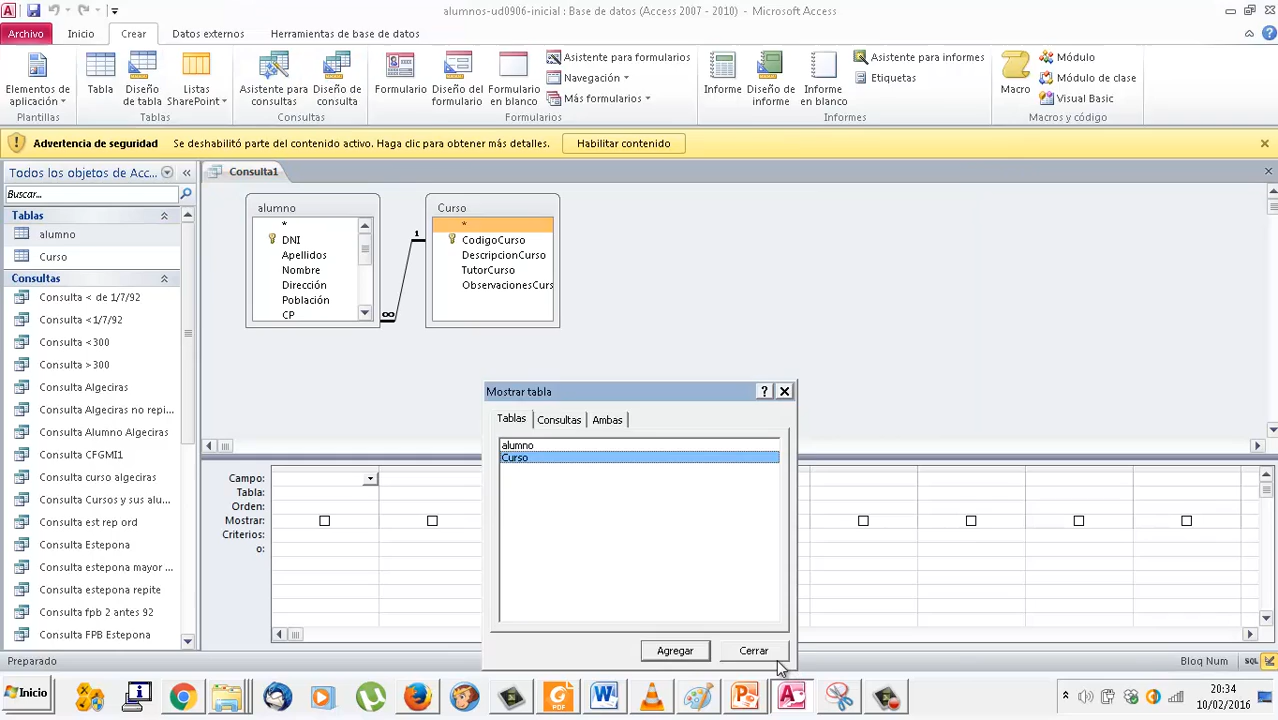 alumnos-ud0906-inicial : Base de datos (Access 2007 - 2010) - Microsoft Access
Archivo Inicio Crear Datos externos Herramientas de base de datos
Elementos de aplicación
Tabla
Diseño de tabla
Listas SharePoint
Asistente para consultas
Diseño de consulta
Formulario
Diseño del formulario
Formulario en blanco
Asistente para formularios
Navegación
Más formularios
Informe
Diseño de informe
Informe en blanco
Asistente para informes
Etiquetas
Macro
Módulo
Módulo de clase
Visual Basic
Plantillas Tablas Consultas Formularios Informes Macros y código
Advertencia de seguridad Se deshabilitó parte del contenido activo. Haga clic para obtener más detalles. Habilitar contenido
Todos los objetos de Acc...
Buscar...
Tablas
alumno
Curso
Consultas
Consulta < de 1/7/92
Consulta <1/7/92
Consulta <300
Consulta >300
Consulta Algeciras
Consulta Algeciras no repi...
Consulta Alumno Algeciras
Consulta CFGMI1
Consulta curso algeciras
Consulta Cursos y sus alu...
Consulta est rep ord
Consulta Estepona
Consulta estepona mayor ...
Consulta estepona repite
Consulta fpb 2 antes 92
Consulta FPB Estepona
Consulta1
alumno
*
DNI
Apellidos
Nombre
Dirección
Población
CP
1
∞
Curso
*
CodigoCurso
DescripcionCurso
TutorCurso
ObservacionesCurs
Campo:
Tabla:
Orden:
Mostrar:
Criterios:
o:
Mostrar tabla
Tablas Consultas Ambas
alumno
Curso
Agregar Cerrar
Preparado Bloq Num SQL
Inicio
20:34
10/02/2016